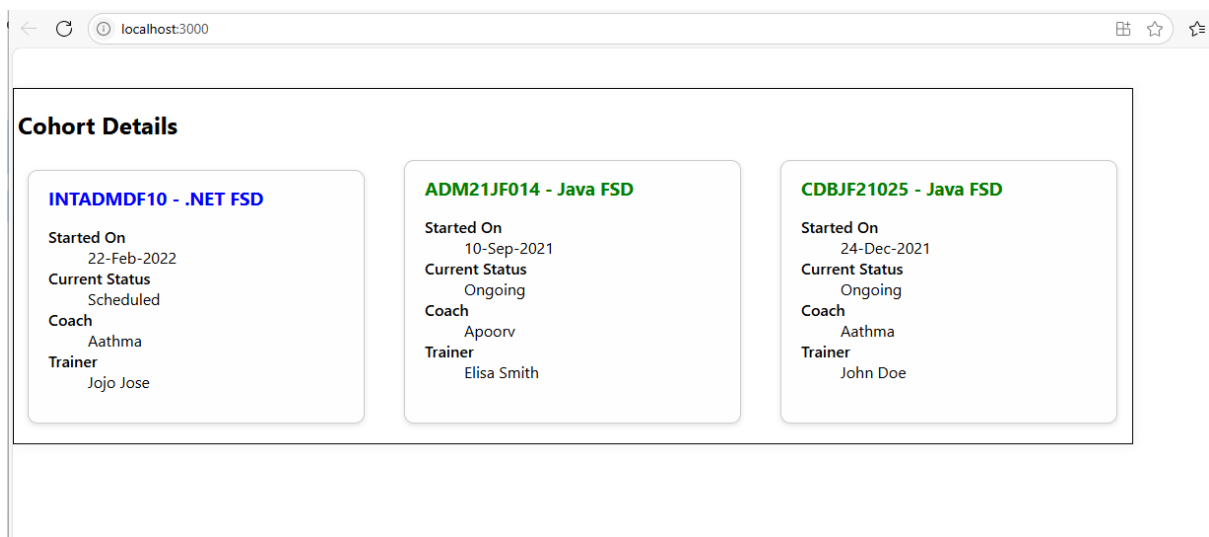 localhost:3000
Cohort Details
INTADMDF10 - .NET FSD
Started On
22-Feb-2022
Current Status
Scheduled
Coach
Aathma
Trainer
Jojo Jose
ADM21JF014 - Java FSD
Started On
10-Sep-2021
Current Status
Ongoing
Coach
Apoorv
Trainer
Elisa Smith
CDBJF21025 - Java FSD
Started On
24-Dec-2021
Current Status
Ongoing
Coach
Aathma
Trainer
John Doe